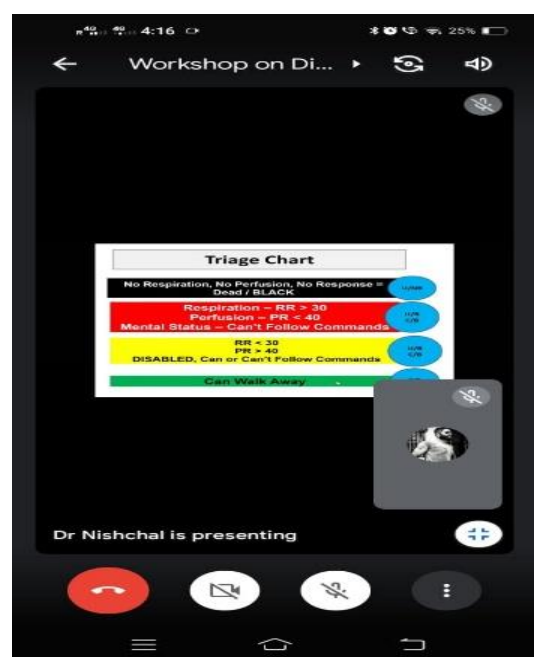 4:16
25%
Workshop on Di...
Triage Chart
No Respiration, No Perfusion, No Response =
Dead / BLACK
Respiration – RR > 30
Perfusion – PR < 40
Mental Status – Can't Follow Commands
RR < 30
PR > 40
DISABLED, Can or Can't Follow Commands
Can Walk Away
Dr Nishchal is presenting